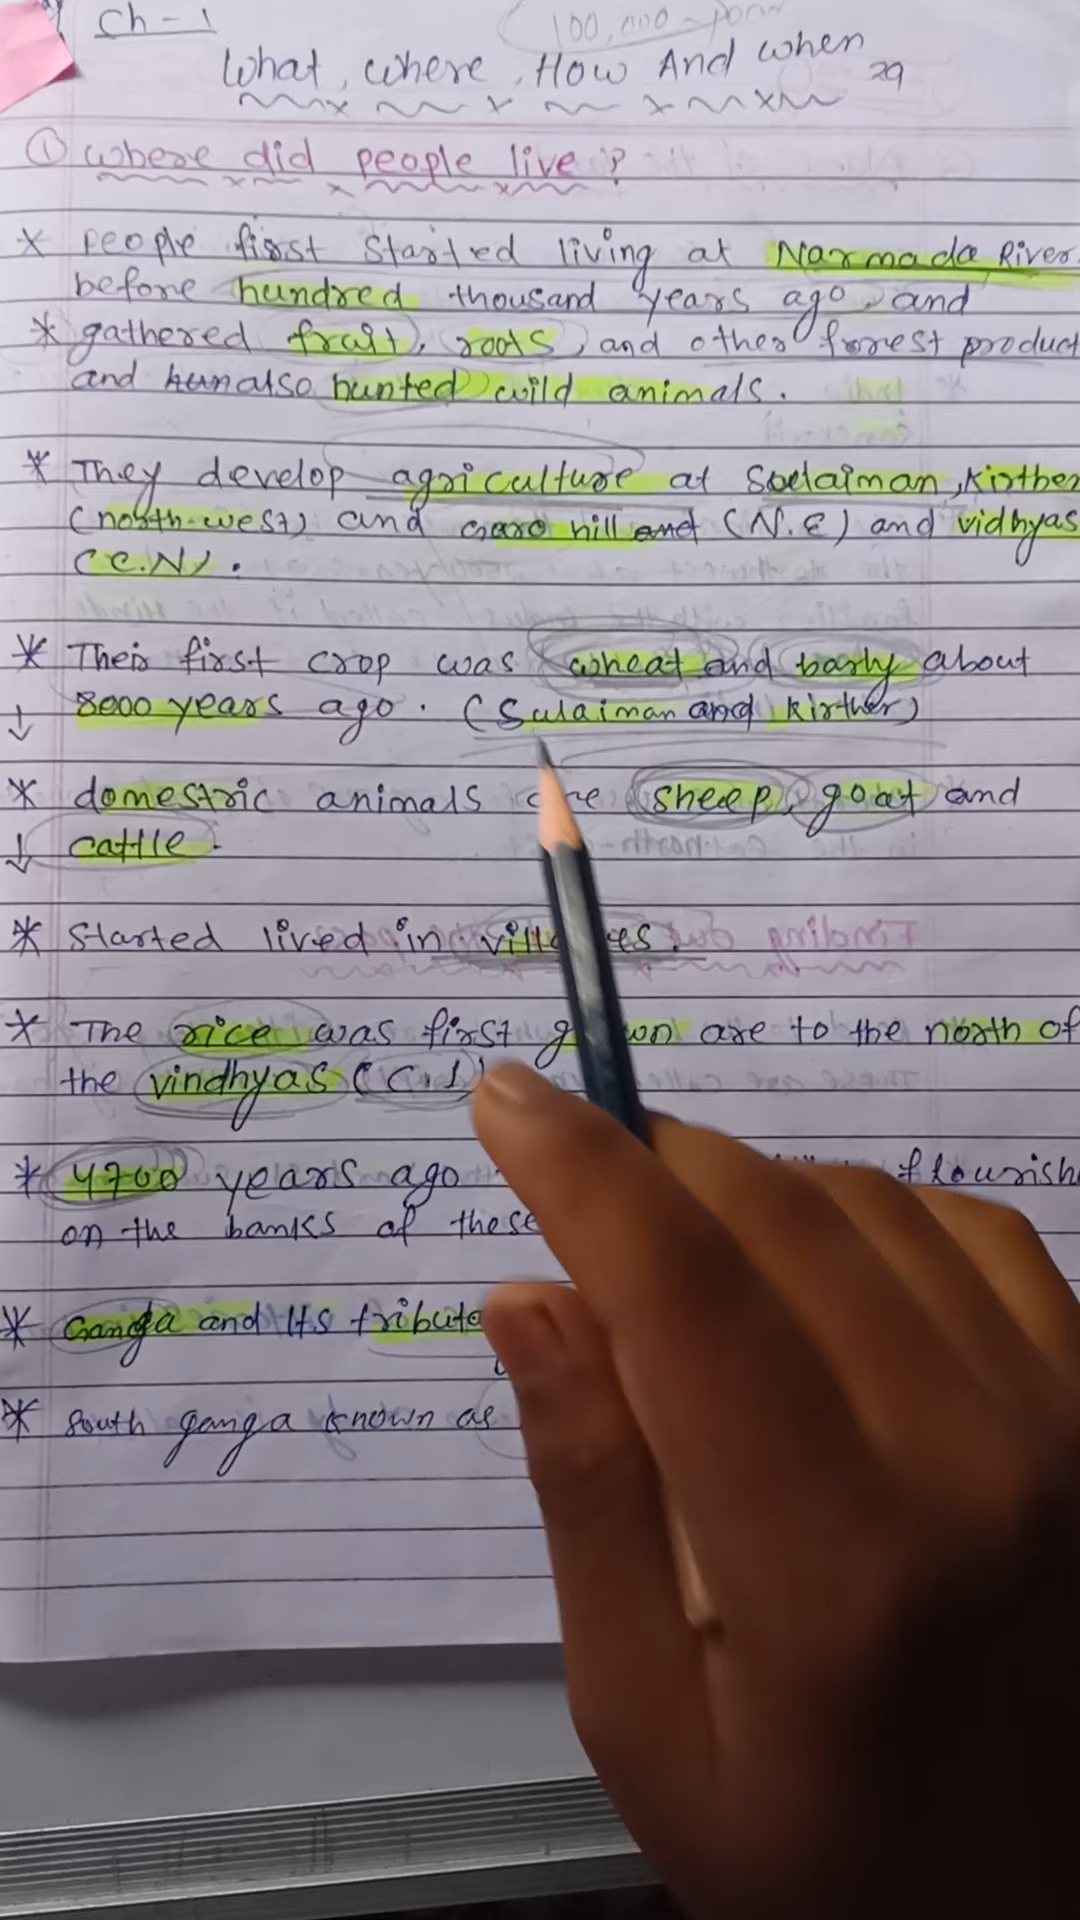 Ch - 1
100,000
What, where, How And when
29
① where did people live?
* People first started living at Narmada River
before hundred thousand years ago, and
* gathered fruit, roots, and other forrest product
and also hunted wild animals.
* They develop agriculture at Soelaiman, Kirther
(north-west) and Garo hill and (N.E) and vidhyas
(C.N).
* Their first crop was wheat and barly about
8000 years ago. (Sulaiman and kirther)
* domestric animals are sheep, goat and
cattle.
* Started lived in villages.
* The rice was first grown are to the north of
the vindhyas (C.I)
* 4700 years ago flourish
on the banks of these
* Ganga and Its
* South ganga known as